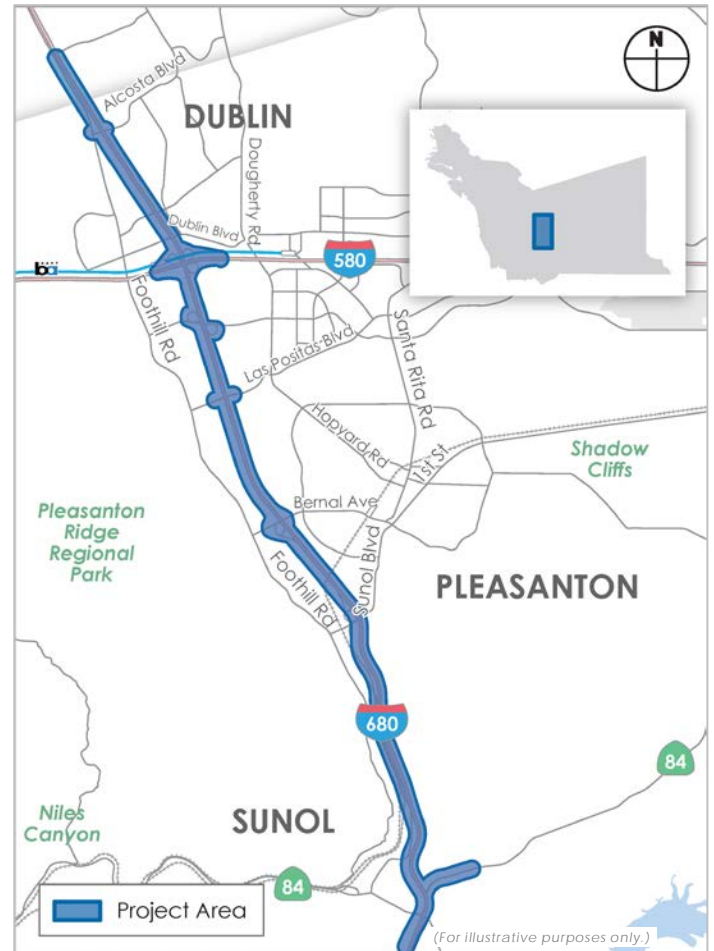 N
Alcosta Blvd
DUBLIN
Dougherty Rd
Dublin Blvd
580
ba
Foothill Rd
Las Positas Blvd
Santa Rita Rd
Hopyard Rd
1st St
Shadow
Cliffs
Pleasanton
Ridge
Regional
Park
Bernal Ave
Sunol Blvd
Foothill Rd
PLEASANTON
680
84
Niles
Canyon
SUNOL
84
Project Area
(For illustrative purposes only.)